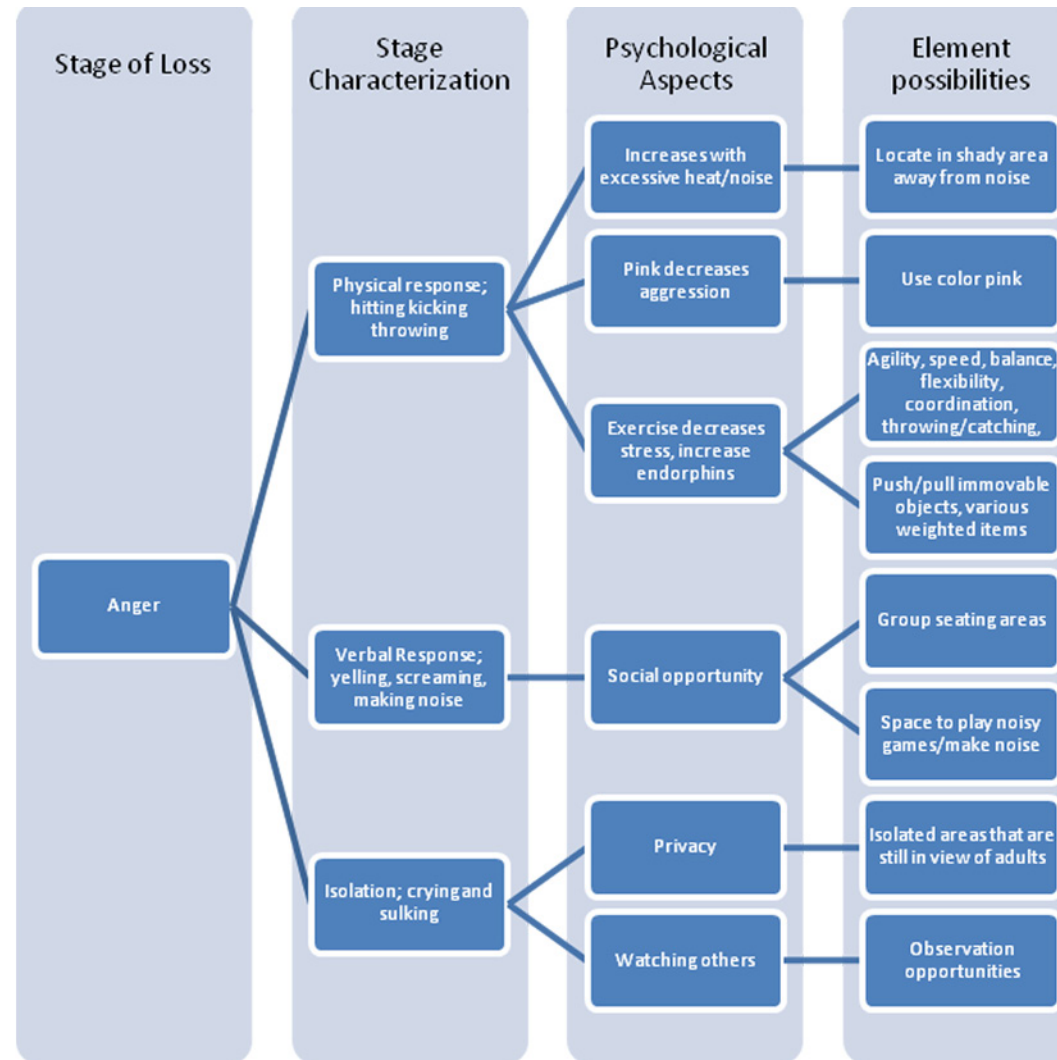 Stage of Loss
Stage
Characterization
Psychological
Aspects
Element
possibilities
Anger
Physical response;
hitting kicking
throwing
Verbal Response;
yelling, screaming,
making noise
Isolation; crying and
sulking
Increases with
excessive heat/noise
Pink decreases
aggression
Exercise decreases
stress, increase
endorphins
Social opportunity
Privacy
Watching others
Locate in shady area
away from noise
Use color pink
Agility, speed, balance,
flexibility,
coordination,
throwing/catching,
Push/pull immovable
objects, various
weighted items
Group seating areas
Space to play noisy
games/make noise
Isolated areas that are
still in view of adults
Observation
opportunities